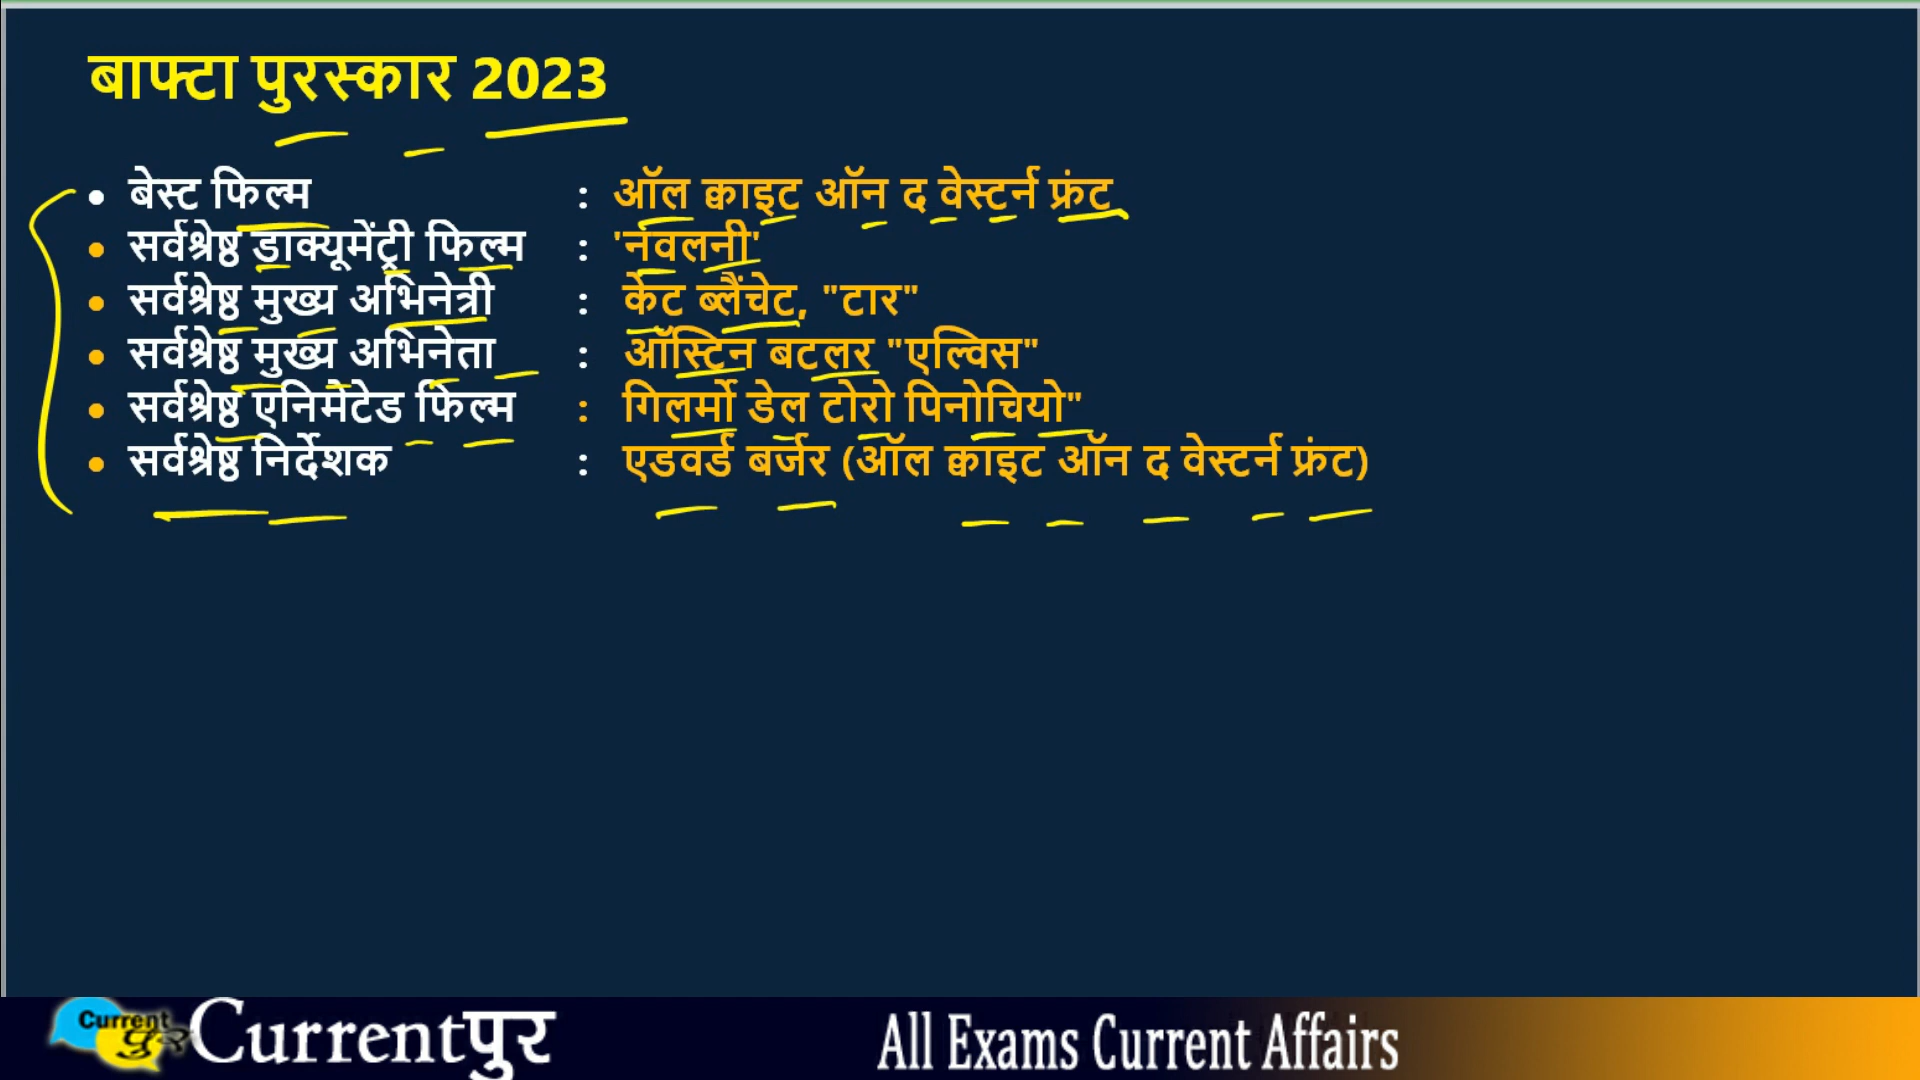 बाफ्टा पुरस्कार 2023
• बेस्ट फिल्म : ऑल क्वाइट ऑन द वेस्टर्न फ्रंट
• सर्वश्रेष्ठ डाक्यूमेंट्री फिल्म : 'नवलनी'
• सर्वश्रेष्ठ मुख्य अभिनेत्री : केट ब्लैंचेट, "टार"
• सर्वश्रेष्ठ मुख्य अभिनेता : ऑस्टिन बटलर "एल्विस"
• सर्वश्रेष्ठ एनिमेटेड फिल्म : गिलर्मो डेल टोरो पिनोचियो"
• सर्वश्रेष्ठ निर्देशक : एडवर्ड बर्जर (ऑल क्वाइट ऑन द वेस्टर्न फ्रंट)
Current पुर Currentपुर All Exams Current Affairs